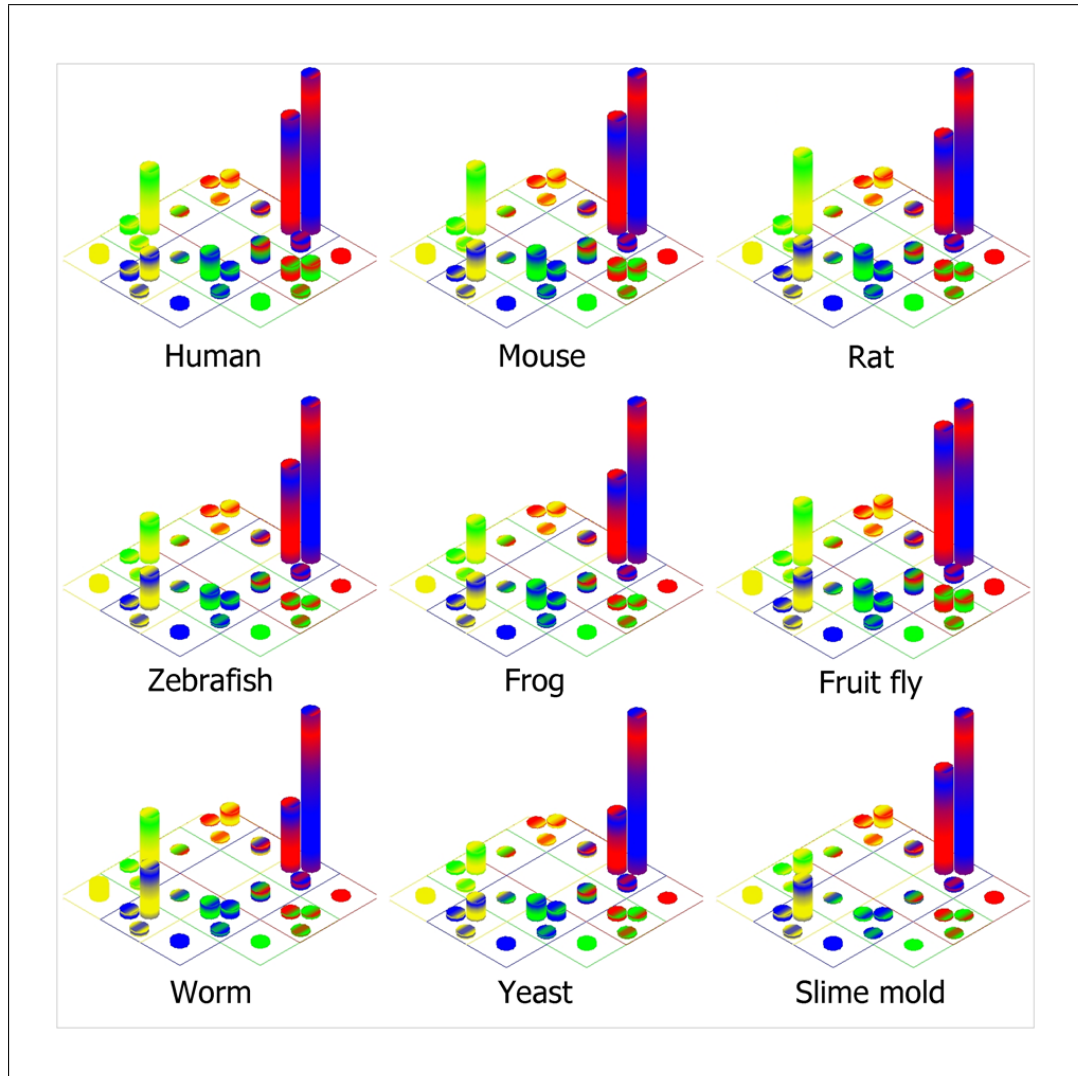 Human
Mouse
Rat
Zebrafish
Frog
Fruit fly
Worm
Yeast
Slime mold